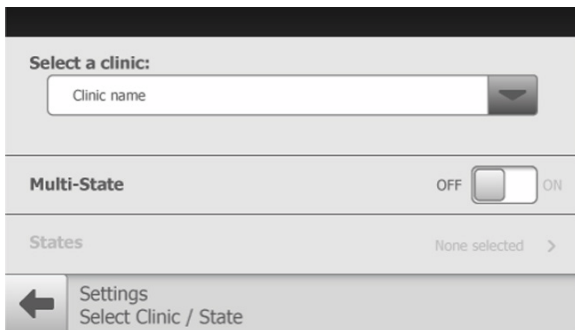 Select a clinic:
Clinic name
Multi-State OFF ON
States None selected >
Settings
Select Clinic / State